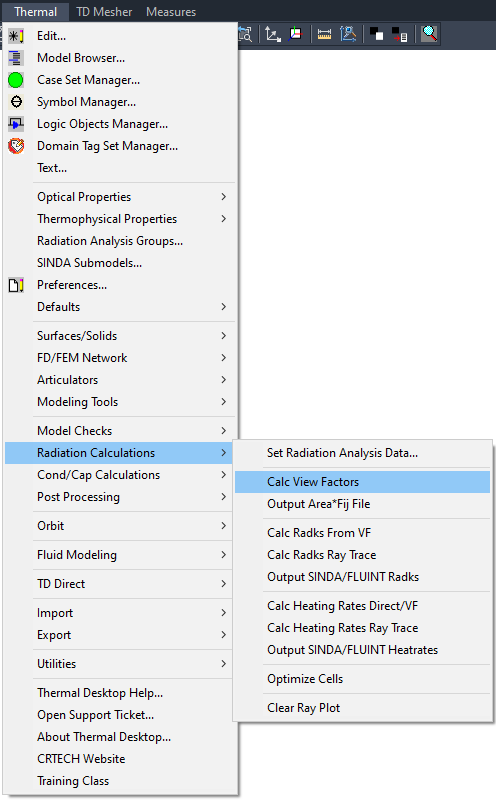 Thermal TD Mesher Measures
Edit...
Model Browser...
Case Set Manager...
Symbol Manager...
Logic Objects Manager...
Domain Tag Set Manager...
Text...
Optical Properties
Thermophysical Properties
Radiation Analysis Groups...
SINDA Submodels...
Preferences...
Defaults
Surfaces/Solids
FD/FEM Network
Articulators
Modeling Tools
Model Checks
Radiation Calculations
Cond/Cap Calculations
Post Processing
Orbit
Fluid Modeling
TD Direct
Import
Export
Utilities
Thermal Desktop Help...
Open Support Ticket...
About Thermal Desktop...
CRTECH Website
Training Class
Set Radiation Analysis Data...
Calc View Factors
Output Area*Fij File
Calc Radks From VF
Calc Radks Ray Trace
Output SINDA/FLUINT Radks
Calc Heating Rates Direct/VF
Calc Heating Rates Ray Trace
Output SINDA/FLUINT Heatrates
Optimize Cells
Clear Ray Plot